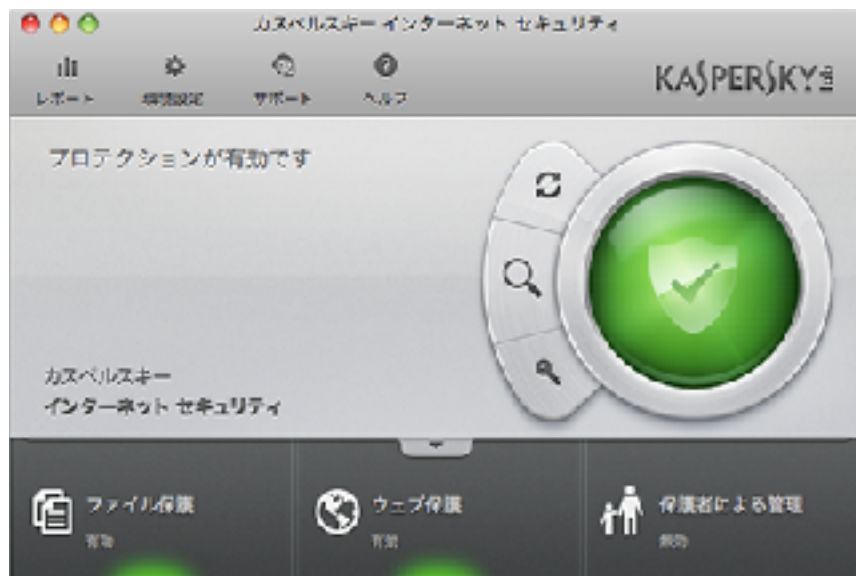 カスペルスキー インターネット セキュリティ
レポート 環境設定 サポート ヘルプ
KASPERSKY lab
プロテクションが有効です
カスペルスキー
インターネット セキュリティ
ファイル保護 ウェブ保護 保護者による管理
有効 有効 無効